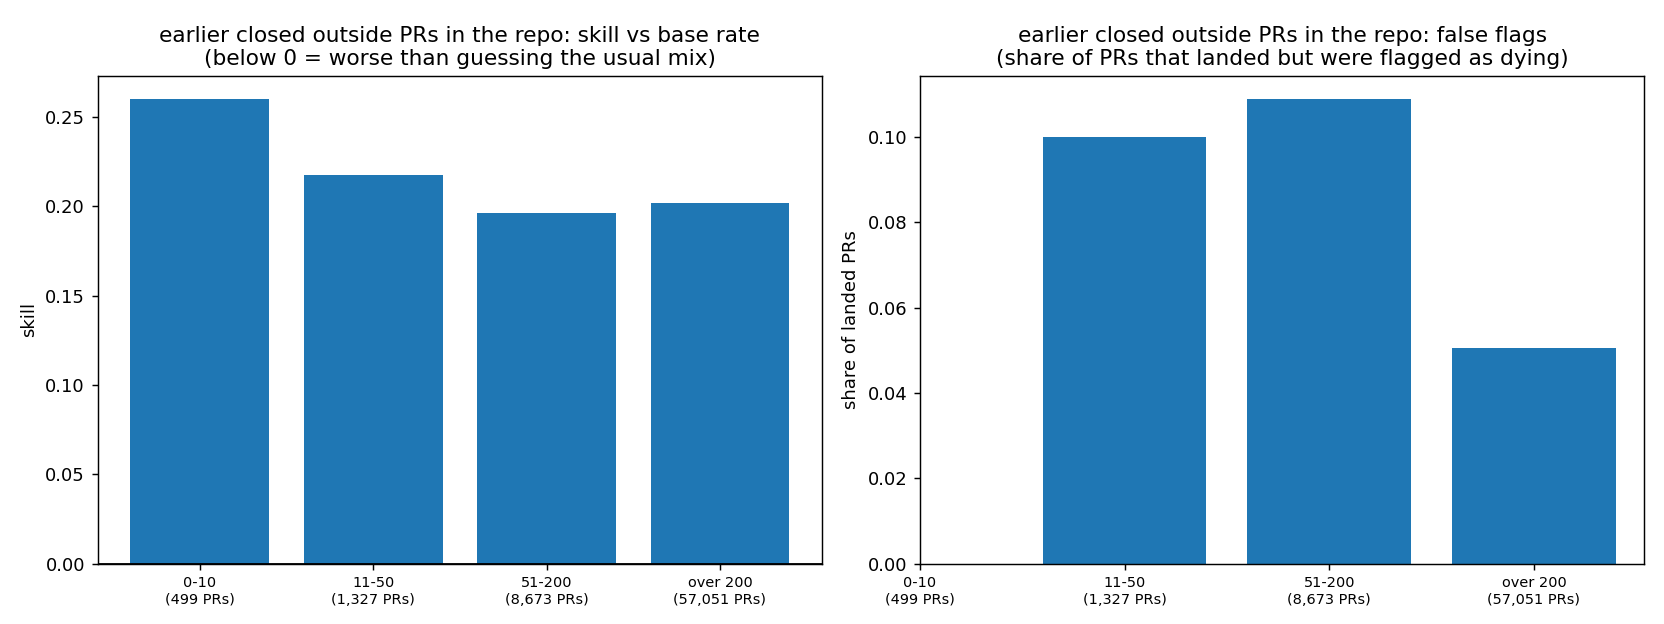 earlier closed outside PRs in the repo: skill vs base rate
(below 0 = worse than guessing the usual mix)
skill
0.25
0.20
0.15
0.10
0.05
0.00
0-10
(499 PRs)
11-50
(1,327 PRs)
51-200
(8,673 PRs)
over 200
(57,051 PRs)
earlier closed outside PRs in the repo: false flags
(share of PRs that landed but were flagged as dying)
share of landed PRs
0.10
0.08
0.06
0.04
0.02
0.00
0-10
(499 PRs)
11-50
(1,327 PRs)
51-200
(8,673 PRs)
over 200
(57,051 PRs)